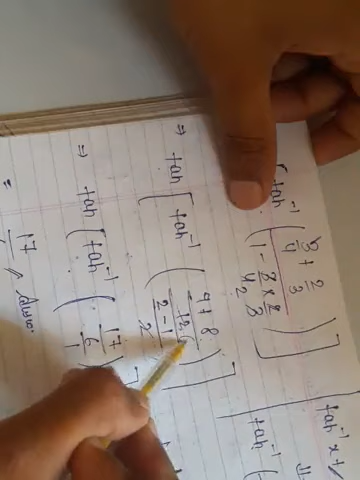 [tan⁻¹ ( (3/4 + 2/3) / (1 - 3/4 × 2/3) ) ]
⇒ tan [ tan⁻¹ ( ((9 + 8)/12) / ((2 - 1)/2) ) ]
⇒ tan [ tan⁻¹ ( 17/6 ) ]
= 17/6 Answ.
tan⁻¹ x +
tan⁻¹ (